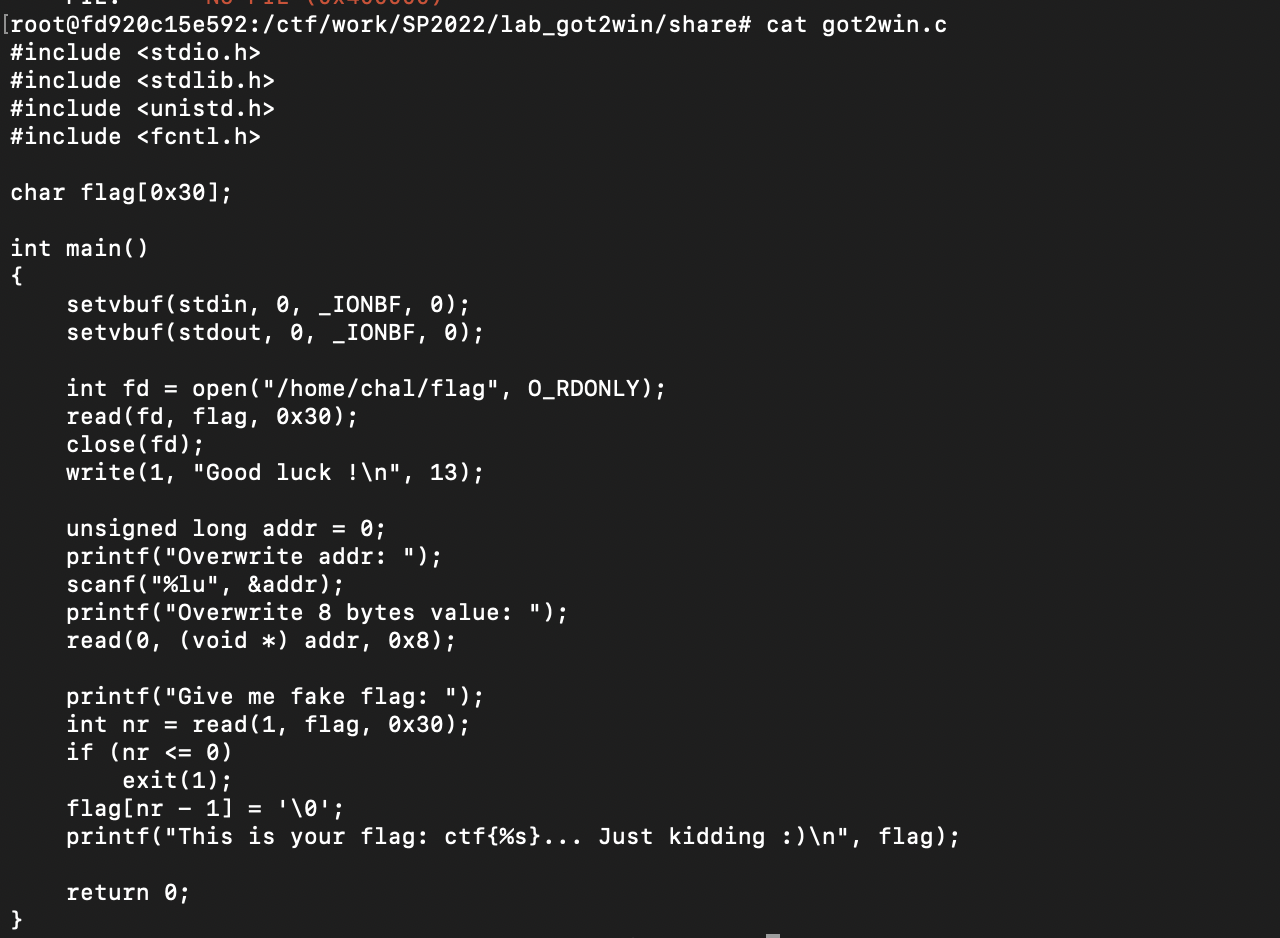 PIE: No PIE (0x400000)
[root@fd920c15e592:/ctf/work/SP2022/lab_got2win/share# cat got2win.c
#include <stdio.h>
#include <stdlib.h>
#include <unistd.h>
#include <fcntl.h>

char flag[0x30];

int main()
{
    setvbuf(stdin, 0, _IONBF, 0);
    setvbuf(stdout, 0, _IONBF, 0);

    int fd = open("/home/chal/flag", O_RDONLY);
    read(fd, flag, 0x30);
    close(fd);
    write(1, "Good luck !\n", 13);

    unsigned long addr = 0;
    printf("Overwrite addr: ");
    scanf("%lu", &addr);
    printf("Overwrite 8 bytes value: ");
    read(0, (void *) addr, 0x8);

    printf("Give me fake flag: ");
    int nr = read(1, flag, 0x30);
    if (nr <= 0)
        exit(1);
    flag[nr - 1] = '\0';
    printf("This is your flag: ctf{%s}... Just kidding :)\n", flag);

    return 0;
}